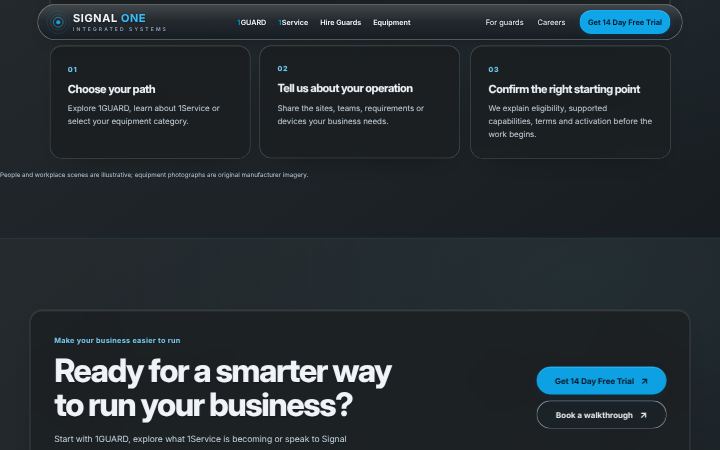 SIGNAL ONE
INTEGRATED SYSTEMS
1GUARD
1Service
Hire Guards
Equipment
For guards
Careers
Get 14 Day Free Trial
01
Choose your path
Explore 1GUARD, learn about 1Service or
select your equipment category.
02
Tell us about your operation
Share the sites, teams, requirements or
devices your business needs.
03
Confirm the right starting point
We explain eligibility, supported
capabilities, terms and activation before the
work begins.
People and workplace scenes are illustrative; equipment photographs are original manufacturer imagery.
Make your business easier to run
Ready for a smarter way
to run your business?
Start with 1GUARD, explore what 1Service is becoming or speak to Signal
Get 14 Day Free Trial
Book a walkthrough